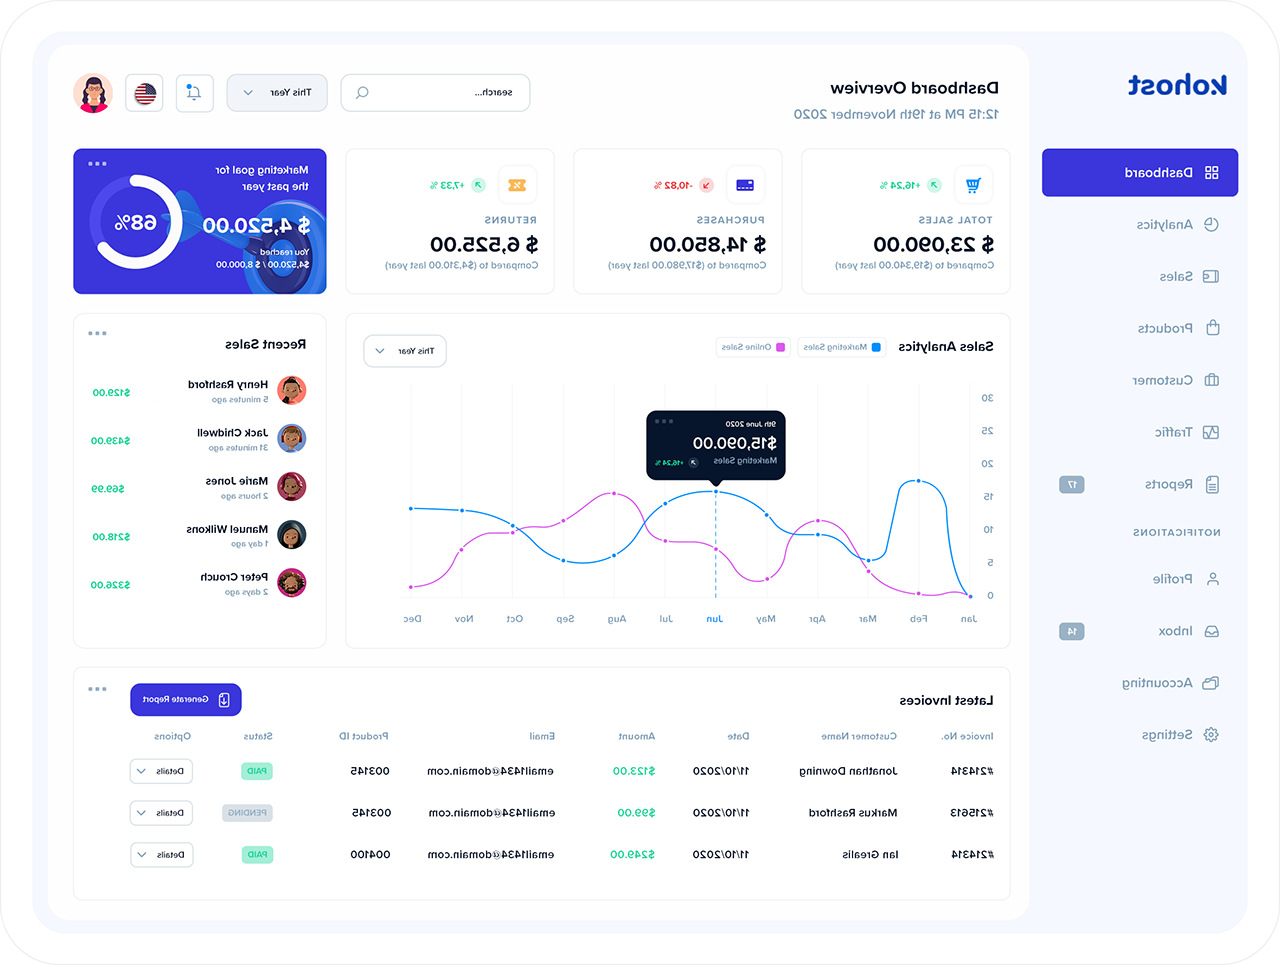 kohost
Dashboard
Analytics
Sales
Products
Customer
Traffic
Reports 17
NOTIFICATIONS
Profile
Inbox 14
Accounting
Settings
Dashboard Overview
12:15 PM at 19th November 2020
search...
This Year
+16,24 %
TOTAL SALES
$ 23,090.00
Compared to ($19,340.00 last year)
-10,82 %
PURCHASES
$ 14,850.00
Compared to ($17,980.00 last year)
+7,33 %
RETURNS
$ 6,525.00
Compared to ($4,310.00 last year)
Marketing goal for
the past year
$ 4,520.00
You reached
$4,520.00 / $ 8,000.00
68%
Sales Analytics
Marketing Sales
Online Sales
This Year
30
25
20
15
10
5
0
9th June 2020
$15,090.00
Marketing Sales +16,24 %
Jan Feb Mar Apr May Jun Jul Aug Sep Oct Nov Dec
Recent Sales
Henry Rashford
5 minutes ago
$129.00
Jack Chidwich
31 minutes ago
$439.00
Marie Jones
2 hours ago
$69.99
Manuel Wilkons
1 day ago
$218.00
Peter Crouch
2 days ago
$326.00
Latest Invoices
Generate Report
Invoice No. Customer Name Date Amount Email Product ID Status Options
#214314 Jonathan Downing 11/10/2020 $123.00 email1434@domain.com 003145 PAID Details
#215613 Markus Rashford 11/10/2020 $99.00 email1434@domain.com 003145 PENDING Details
#214314 Ian Grealis 11/10/2020 $249.00 email1434@domain.com 004100 PAID Details